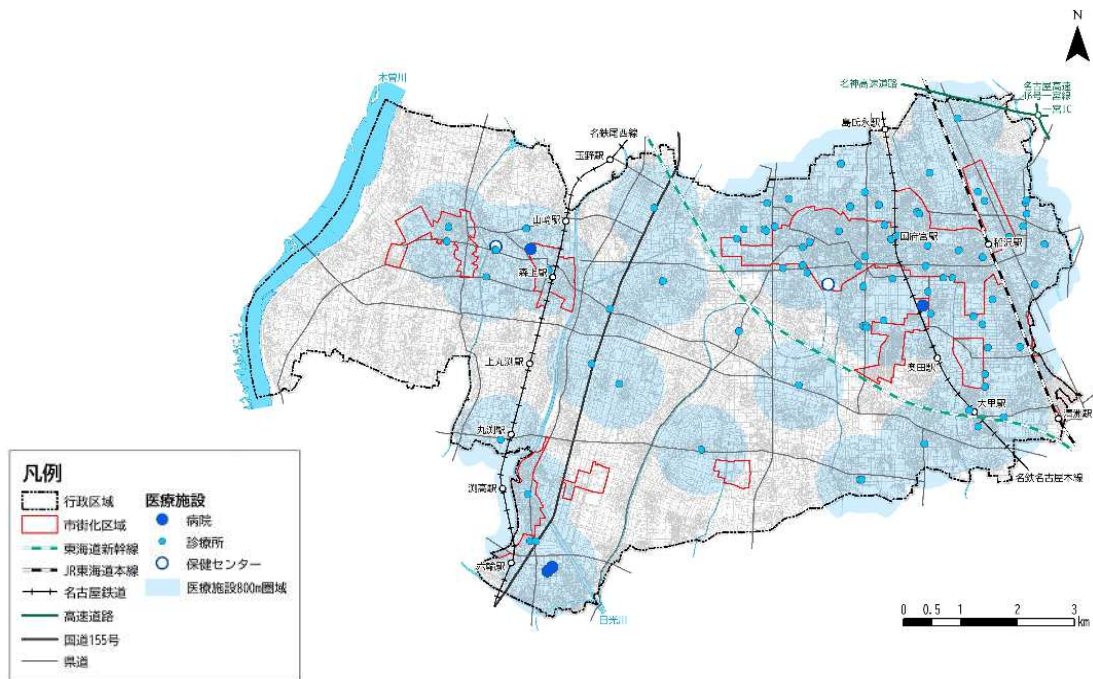 N
木曽川
名神高速道路
名古屋高速
16号一宮線
一宮IC
島氏永駅
名鉄尾西線
玉野駅
山崎駅
国府宮駅
稲沢駅
森上駅
上丸渕駅
奥田駅
大里駅
清洲駅
丸渕駅
渕高駅
名鉄名古屋本線
六輪駅
日光川
凡例
行政区域
市街化区域
東海道新幹線
JR東海道本線
名古屋鉄道
高速道路
国道155号
県道
医療施設
病院
診療所
保健センター
医療施設800m圏域
0 0.5 1 2 3
km